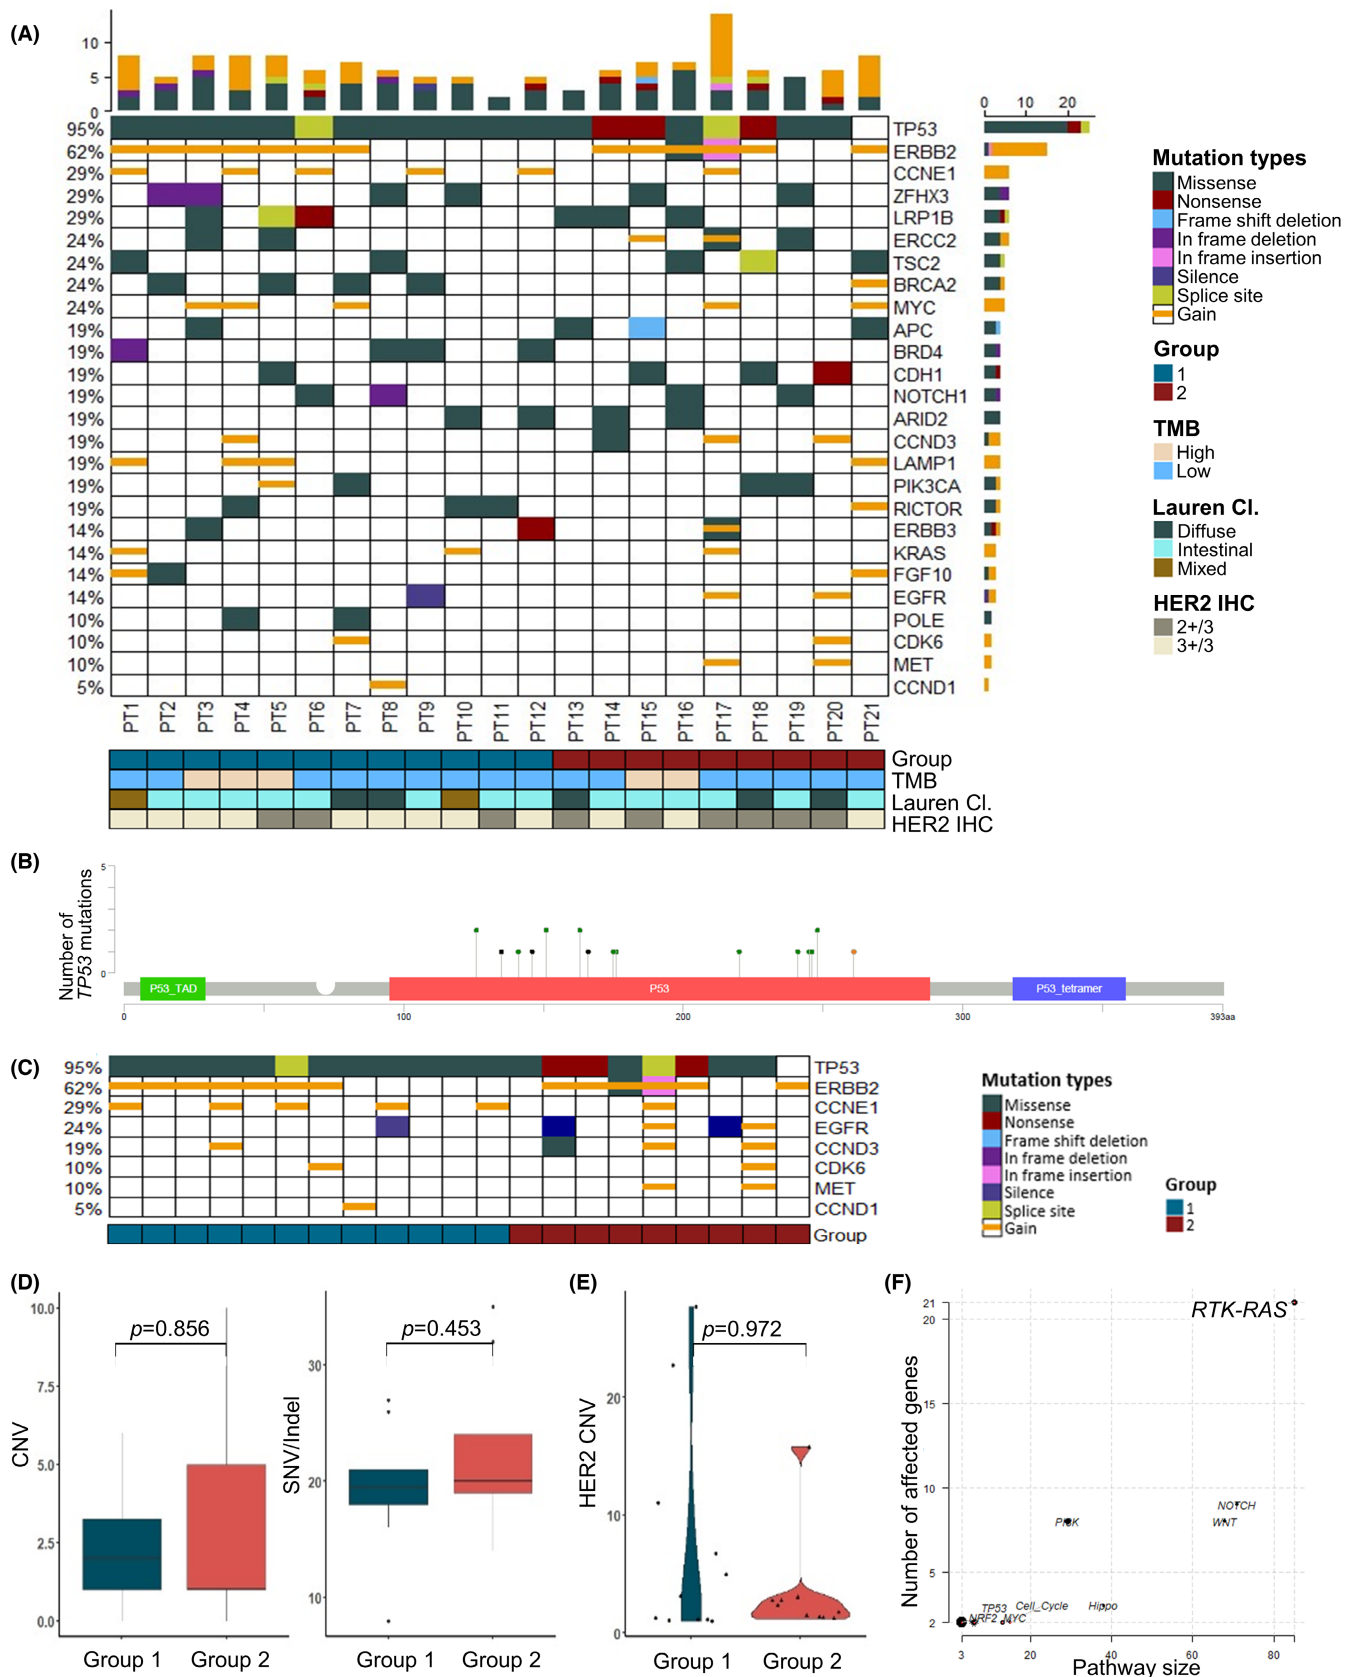 (A)
10
5
0
0 10 20
95% TP53
62% ERBB2
29% CCNE1
29% ZFHX3
29% LRP1B
24% ERCC2
24% TSC2
24% BRCA2
24% MYC
19% APC
19% BRD4
19% CDH1
19% NOTCH1
19% ARID2
19% CCND3
19% LAMP1
19% PIK3CA
19% RICTOR
14% ERBB3
14% KRAS
14% FGF10
14% EGFR
10% POLE
10% CDK6
10% MET
5% CCND1
PT1 PT2 PT3 PT4 PT5 PT6 PT7 PT8 PT9 PT10 PT11 PT12 PT13 PT14 PT15 PT16 PT17 PT18 PT19 PT20 PT21
Group
TMB
Lauren Cl.
HER2 IHC
Mutation types
Missense
Nonsense
Frame shift deletion
In frame deletion
In frame insertion
Silence
Splice site
Gain
Group
1
2
TMB
High
Low
Lauren Cl.
Diffuse
Intestinal
Mixed
HER2 IHC
2+/3
3+/3
(B)
Number of
TP53 mutations
5
0
P53_TAD P53 P53_tetramer
0 100 200 300 393aa
(C)
95% TP53
62% ERBB2
29% CCNE1
24% EGFR
19% CCND3
10% CDK6
10% MET
5% CCND1
Group
Mutation types
Missense
Nonsense
Frame shift deletion
In frame deletion
In frame insertion
Silence
Splice site
Gain
Group
1
2
(D)
CNV
10.0
7.5
5.0
2.5
0.0
p=0.856
Group 1 Group 2
SNV/Indel
30
20
10
p=0.453
Group 1 Group 2
(E)
HER2 CNV
20
10
0
p=0.972
Group 1 Group 2
(F)
Number of affected genes
21
20
15
10
5
2
RTK-RAS
NOTCH
WNT
PI3K
TP53
Cell_Cycle
Hippo
NRF2
MYC
3 20 40 60 80
Pathway size